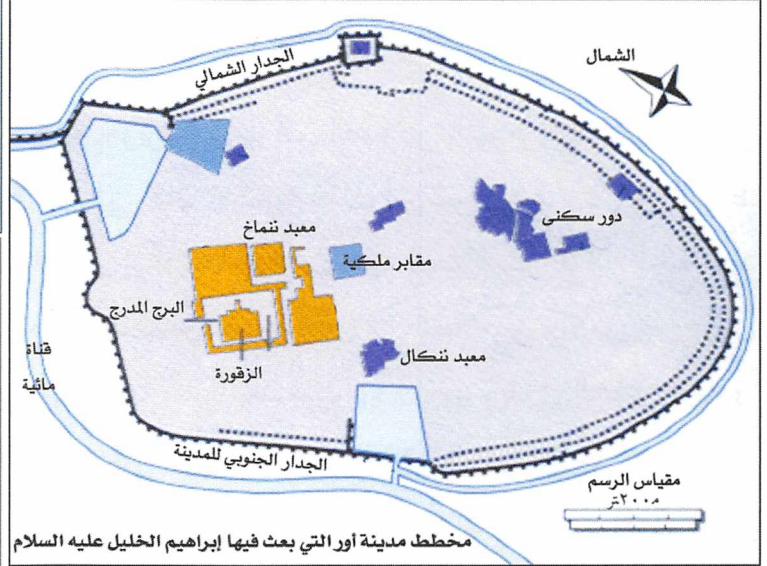 الشمال
الجدار الشمالي
دور سكنى
معبد ننماخ
مقابر ملكية
البرج المدرج
قناة
مائية
الزقورة
معبد ننكال
الجدار الجنوبي للمدينة
مقياس الرسم
٢٠٠متر
مخطط مدينة أور التي بعث فيها إبراهيم الخليل عليه السلام